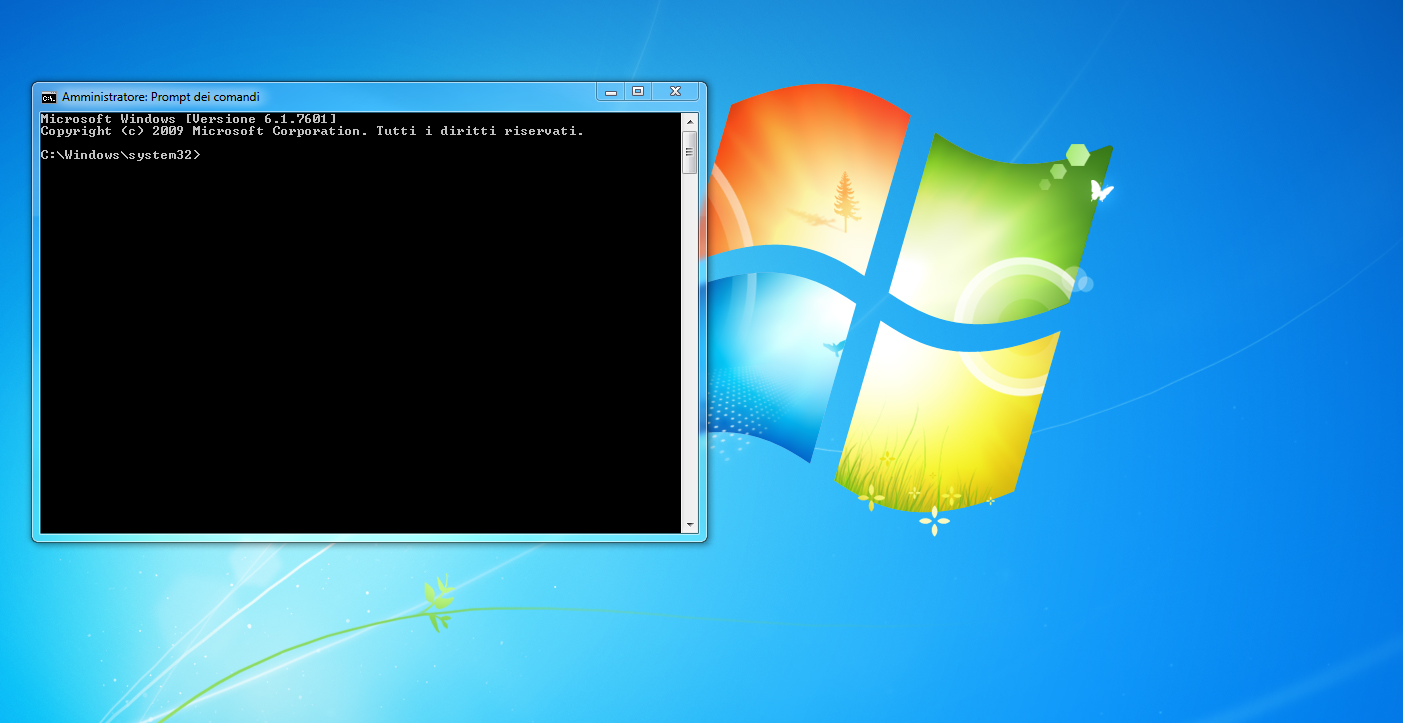 Amministratore: Prompt dei comandi
Microsoft Windows [Versione 6.1.7601]
Copyright (c) 2009 Microsoft Corporation. Tutti i diritti riservati.
C:\Windows\system32>